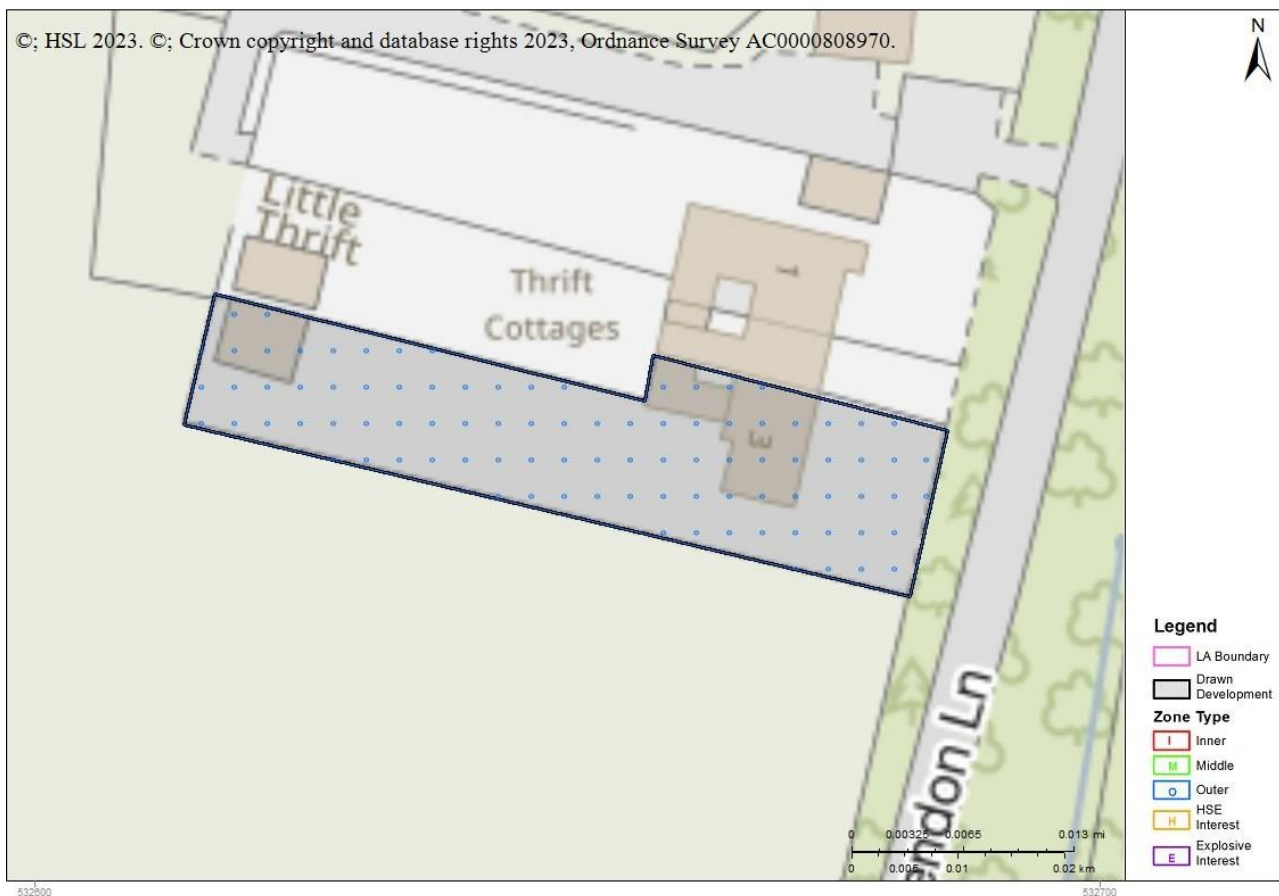 ©; HSL 2023. ©; Crown copyright and database rights 2023, Ordnance Survey AC0000808970.
N
Little
Thrift
Thrift
Cottages
1
3
endon Ln
0 0.00325 0.0065 0.013 mi
0 0.005 0.01 0.02 km
Legend
LA Boundary
Drawn
Development
Zone Type
I Inner
M Middle
O Outer
H HSE
Interest
E Explosive
Interest
532600 532700